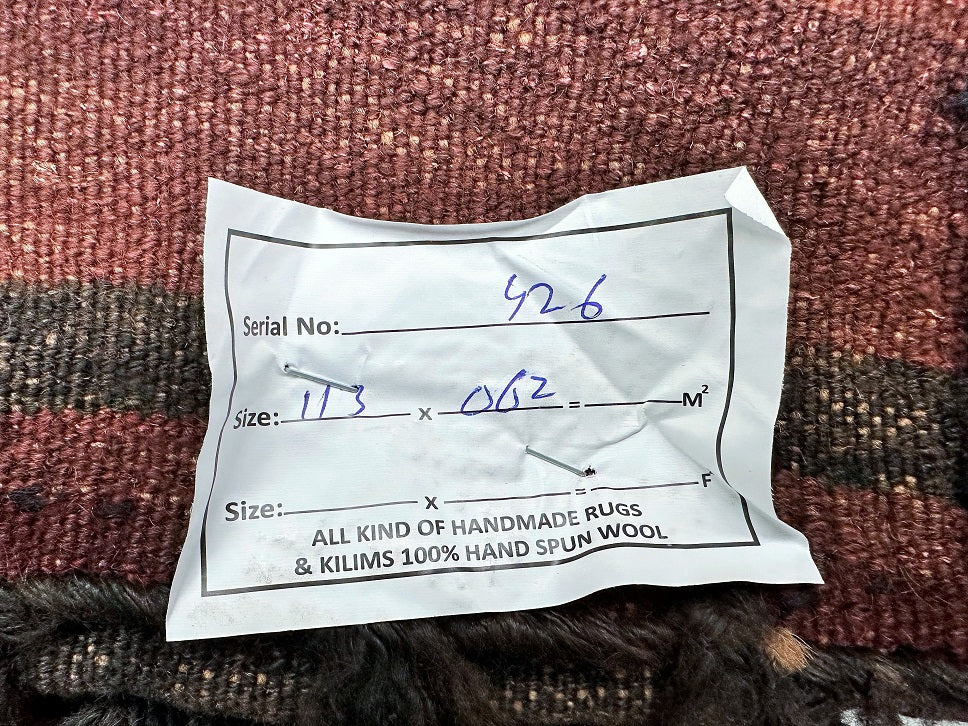 Serial No: 426
Size: 113 x 062 = M²
Size: x = F
ALL KIND OF HANDMADE RUGS
& KILIMS 100% HAND SPUN WOOL